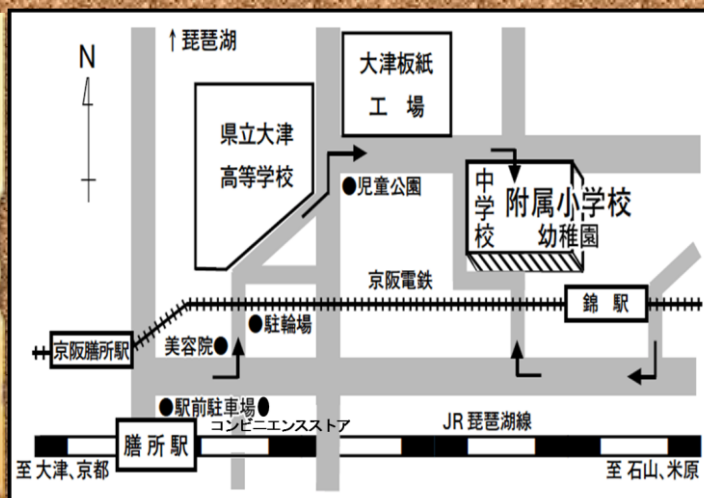 N
↑琵琶湖
大津板紙
工 場
県立大津
高等学校
●児童公園
中学校
附属小学校
幼稚園
京阪電鉄
錦 駅
●駐輪場
美容院●
京阪膳所駅
●駅前駐車場●
コンビニエンスストア
JR琵琶湖線
膳所駅
至 大津、京都
至 石山、米原